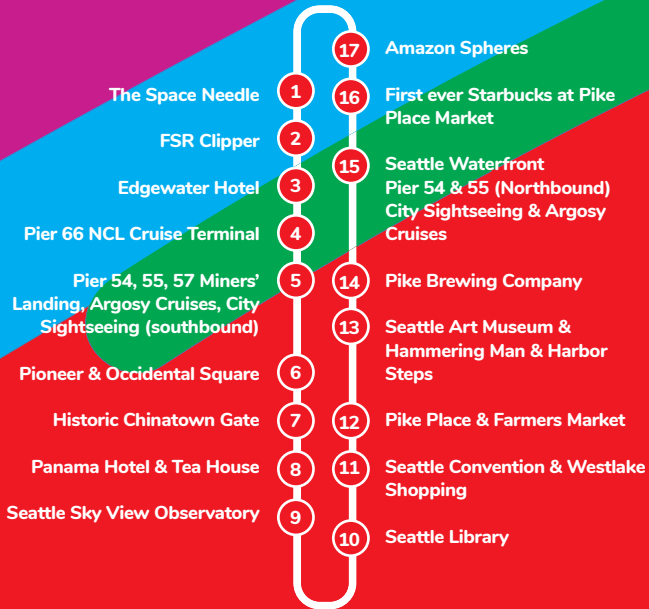 1
The Space Needle
2
FSR Clipper
3
Edgewater Hotel
4
Pier 66 NCL Cruise Terminal
5
Pier 54, 55, 57 Miners’
Landing, Argosy Cruises, City
Sightseeing (southbound)
6
Pioneer & Occidental Square
7
Historic Chinatown Gate
8
Panama Hotel & Tea House
9
Seattle Sky View Observatory
17
Amazon Spheres
16
First ever Starbucks at Pike
Place Market
15
Seattle Waterfront
Pier 54 & 55 (Northbound)
City Sightseeing & Argosy
Cruises
14
Pike Brewing Company
13
Seattle Art Museum &
Hammering Man & Harbor
Steps
12
Pike Place & Farmers Market
11
Seattle Convention & Westlake
Shopping
10
Seattle Library